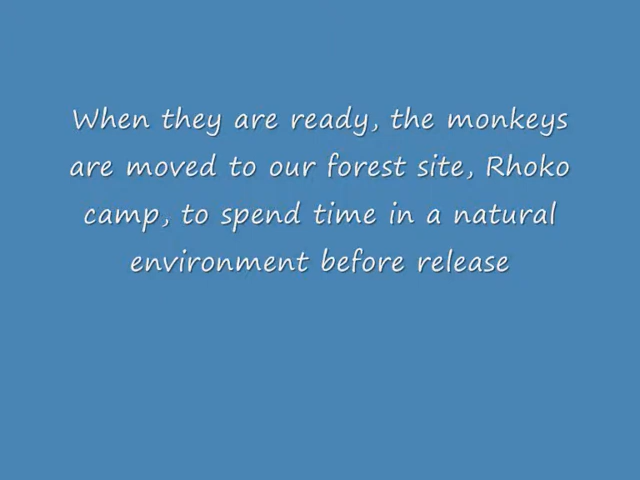 When they are ready, the monkeys
are moved to our forest site, Rhoko
camp, to spend time in a natural
environment before release